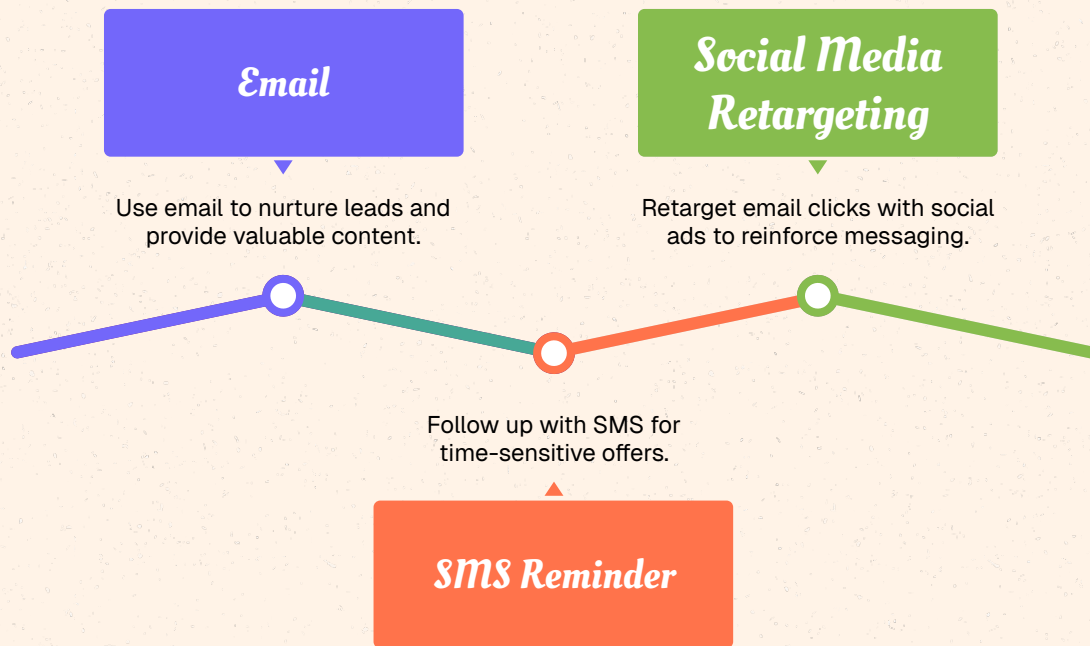 Email
Use email to nurture leads and
provide valuable content.
Follow up with SMS for
time-sensitive offers.
SMS Reminder
Social Media
Retargeting
Retarget email clicks with social
ads to reinforce messaging.